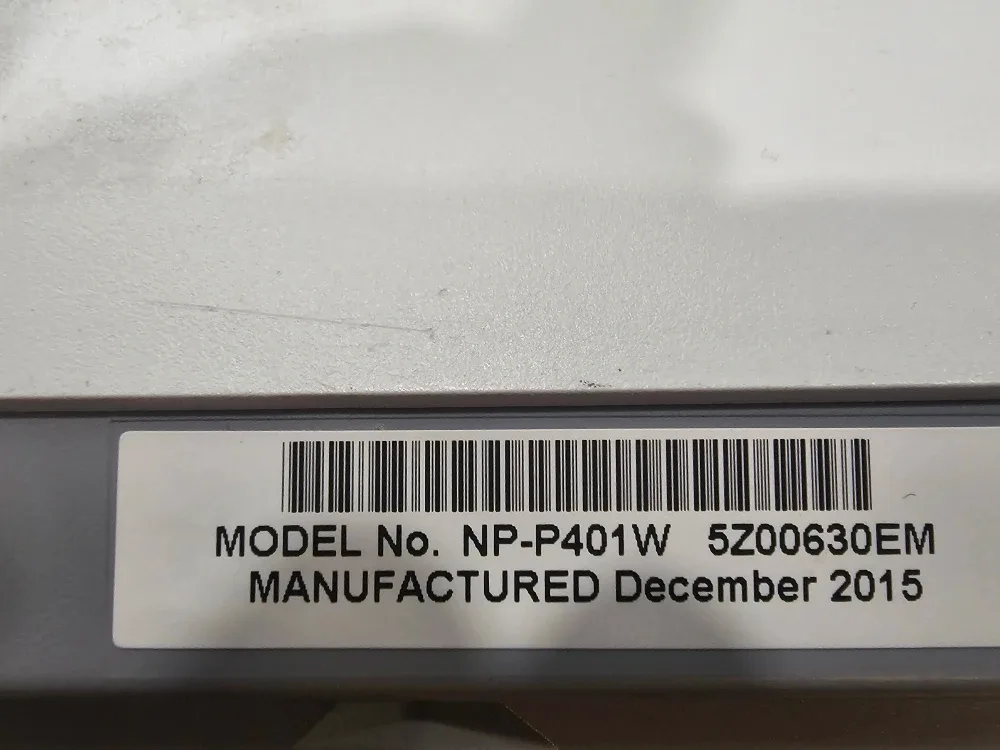 MODEL No. NP-P401W 5Z00630EM
MANUFACTURED December 2015